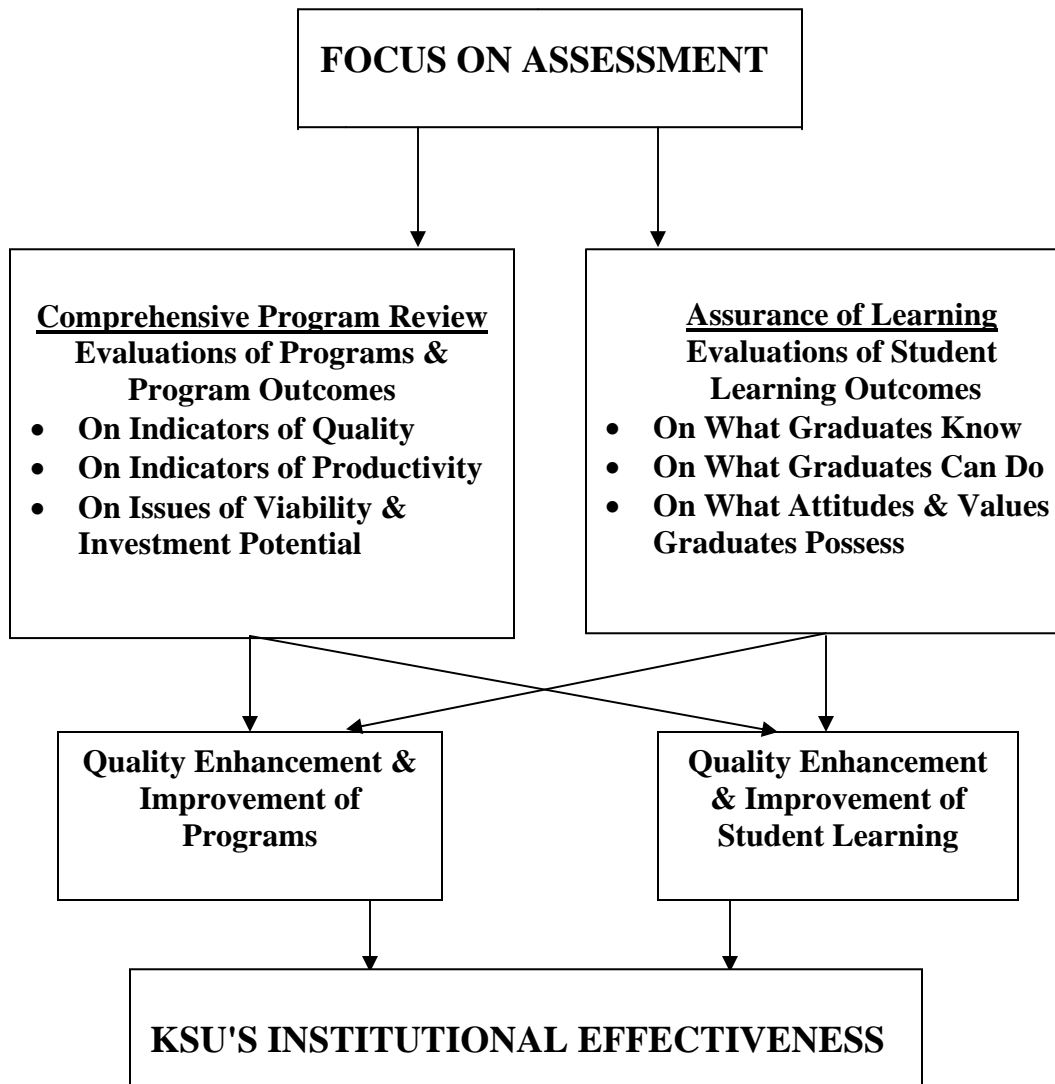 FOCUS ON ASSESSMENT
Comprehensive Program Review
Evaluations of Programs &
Program Outcomes
• On Indicators of Quality
• On Indicators of Productivity
• On Issues of Viability &
Investment Potential
Assurance of Learning
Evaluations of Student
Learning Outcomes
• On What Graduates Know
• On What Graduates Can Do
• On What Attitudes & Values
Graduates Possess
Quality Enhancement &
Improvement of
Programs
Quality Enhancement
& Improvement of
Student Learning
KSU'S INSTITUTIONAL EFFECTIVENESS